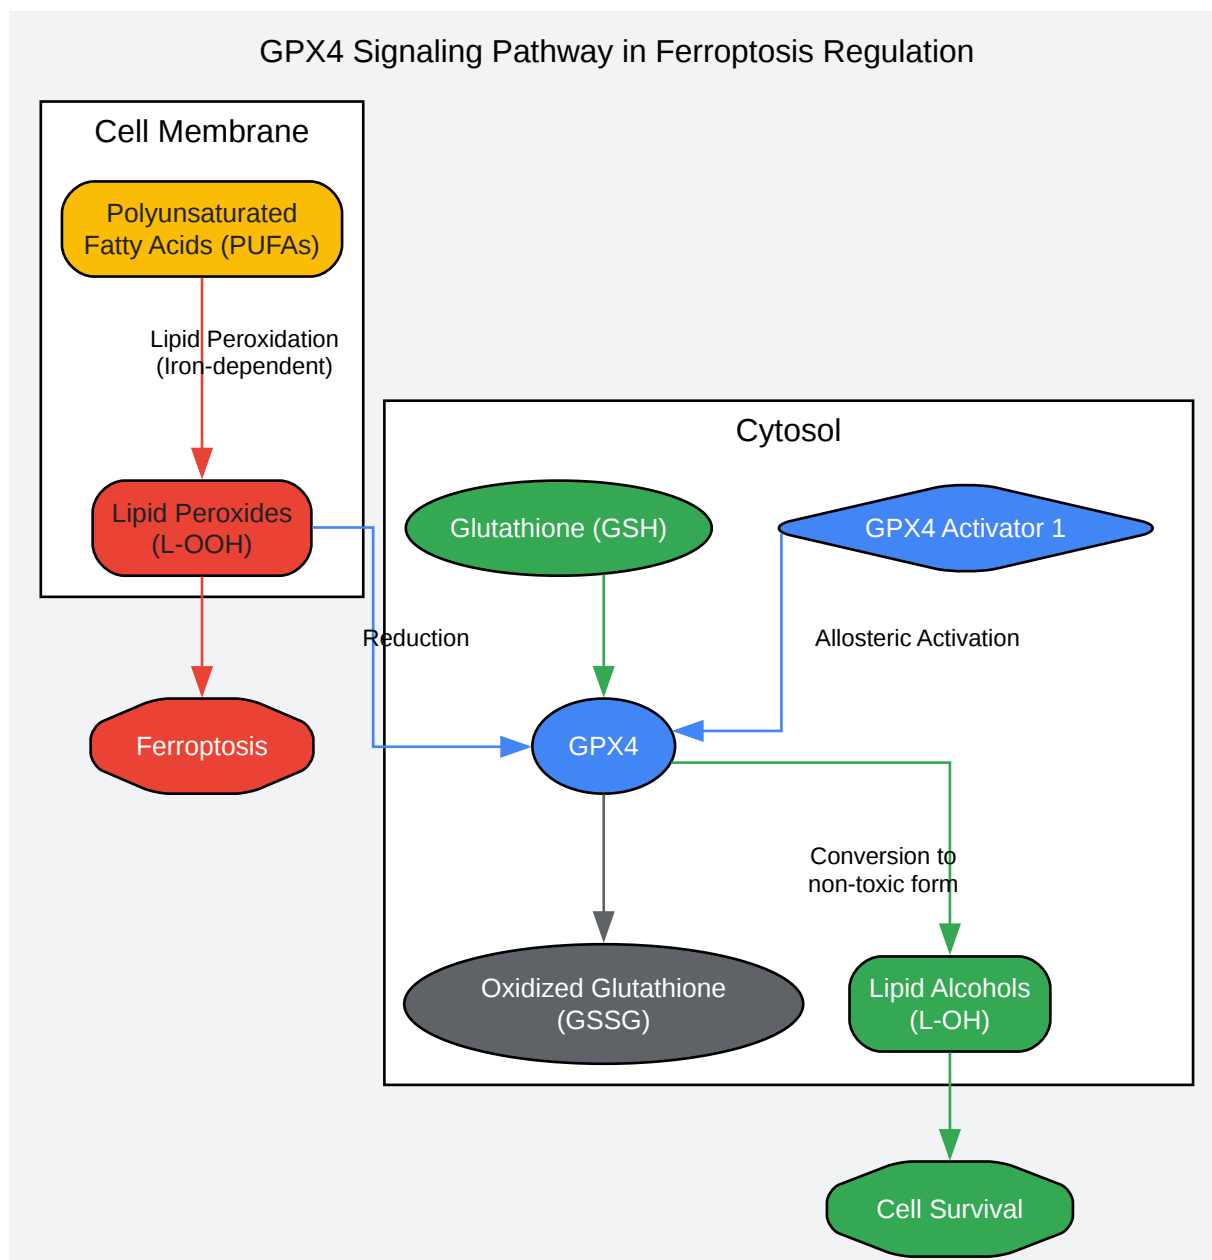 GPX4 Signaling Pathway in Ferroptosis Regulation
Cell Membrane
Polyunsaturated
Fatty Acids (PUFAs)
Lipid Peroxidation
(Iron-dependent)
Lipid Peroxides
(L-OOH)
Ferroptosis
Cytosol
Glutathione (GSH)
GPX4 Activator 1
Reduction
Allosteric Activation
GPX4
Conversion to
non-toxic form
Oxidized Glutathione
(GSSG)
Lipid Alcohols
(L-OH)
Cell Survival